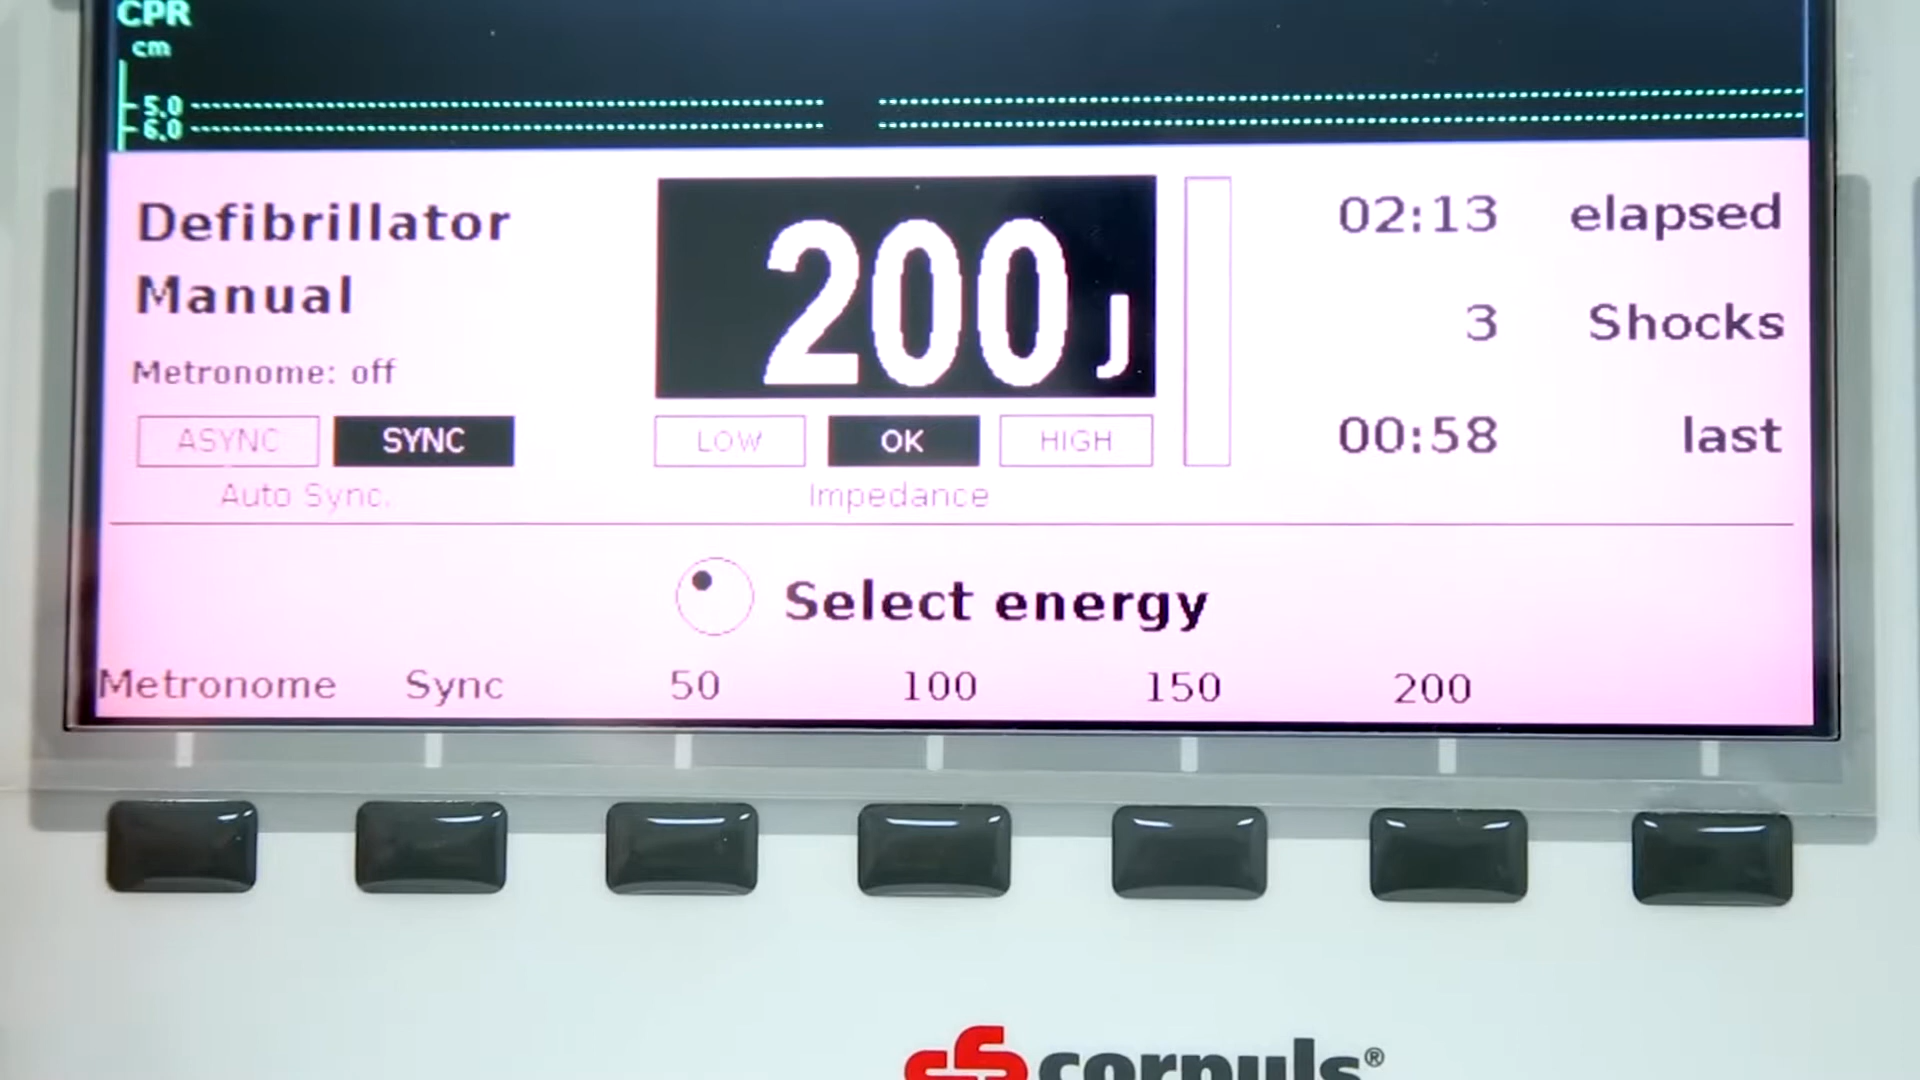 CPR
cm
5.0
6.0
Defibrillator
Manual
Metronome: off
ASYNC SYNC
Auto Sync.
200 J
LOW OK HIGH
Impedance
02:13 elapsed
3 Shocks
00:58 last
Select energy
Metronome Sync 50 100 150 200
corpuls®